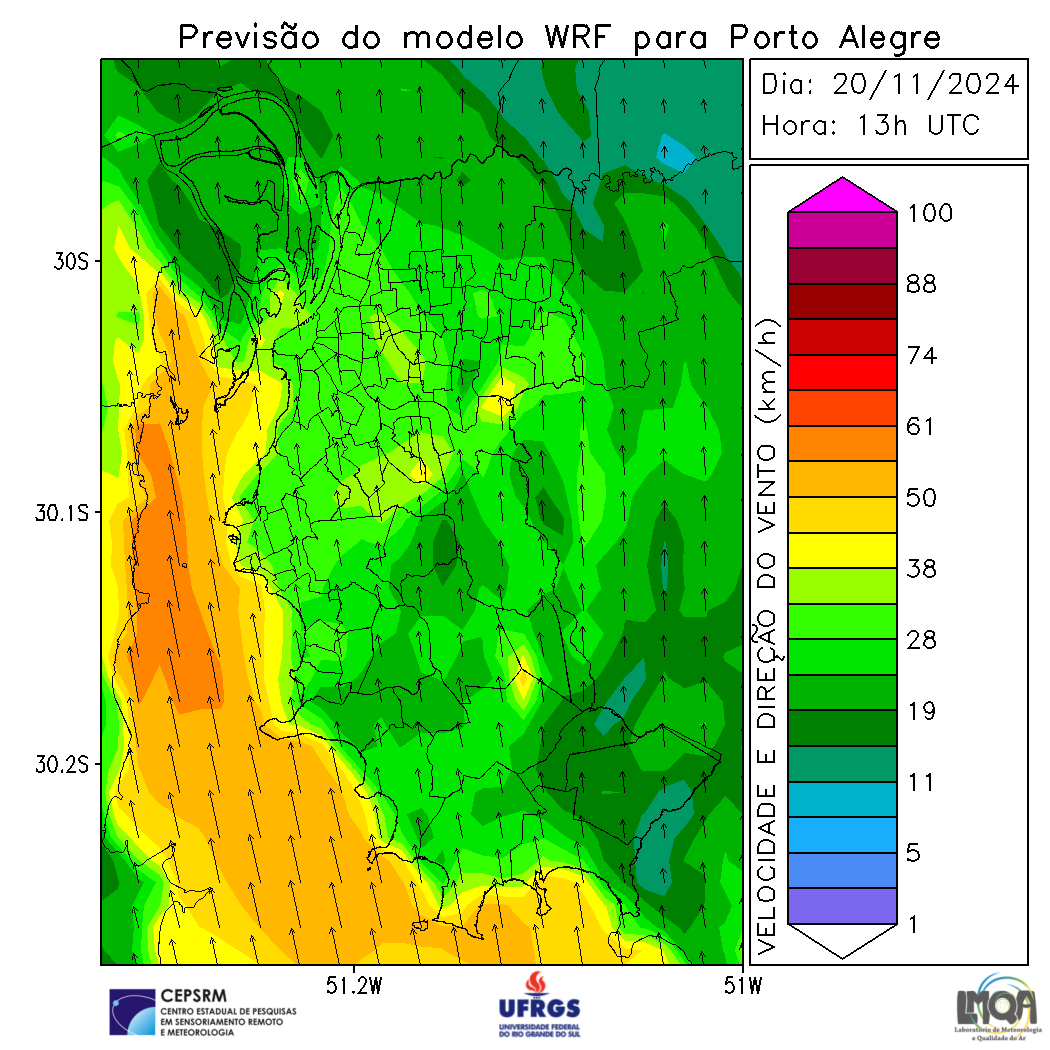 Previsão do modelo WRF para Porto Alegre
Dia: 20/11/2024
Hora: 13h UTC
30S
30.1S
30.2S
51.2W
51W
VELOCIDADE E DIREÇÃO DO VENTO (km/h)
100
88
74
61
50
38
28
19
11
5
1
CEPSRM
CENTRO ESTADUAL DE PESQUISAS
EM SENSORIAMENTO REMOTO
E METEOROLOGIA
UFRGS
UNIVERSIDADE FEDERAL
DO RIO GRANDE DO SUL
LMQA
Laboratório de Meteorologia
e Qualidade do Ar